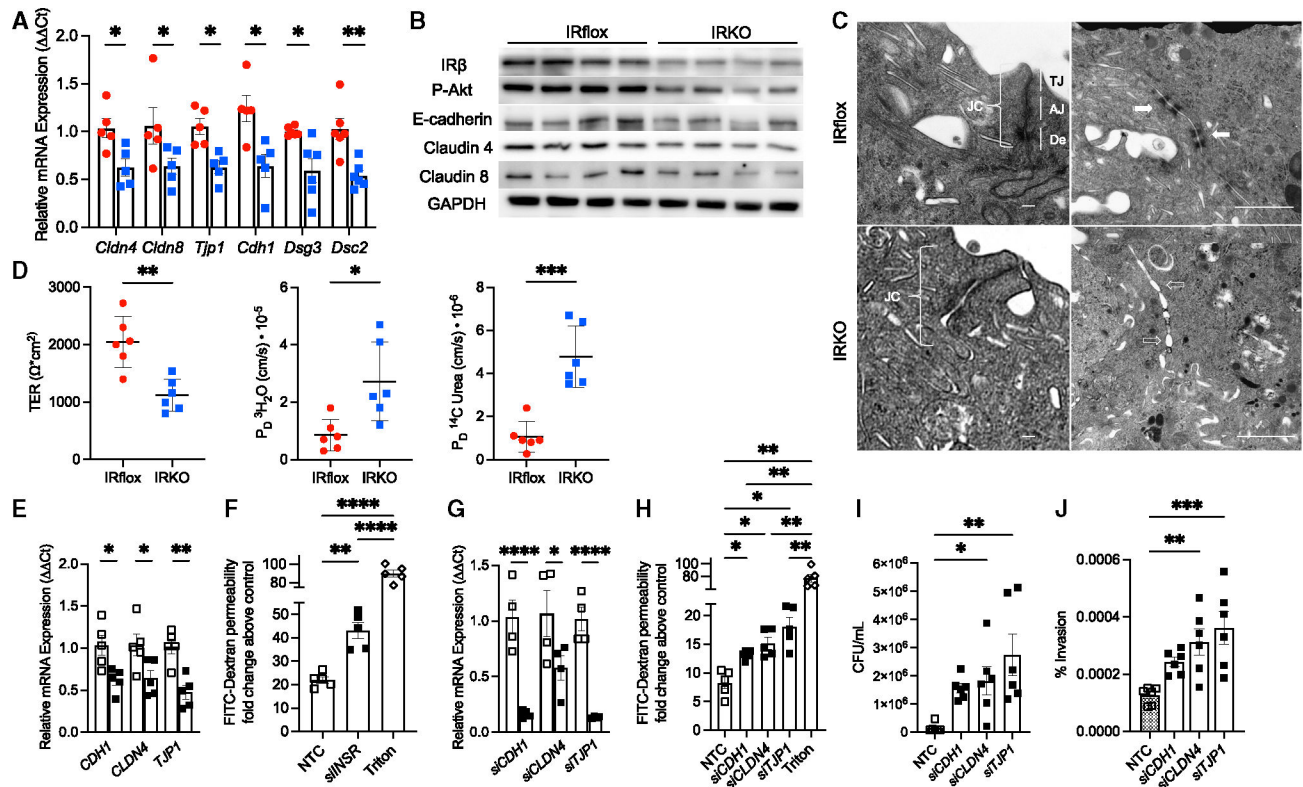 A
Relative mRNA Expression (ΔΔCt)
2.0
1.5
1.0
0.5
0.0
* * * * * **
Cldn4 Cldn8 Tjp1 Cdh1 Dsg3 Dsc2
B
IRflox IRKO
IRβ
P-Akt
E-cadherin
Claudin 4
Claudin 8
GAPDH
C
IRflox
JC
TJ
AJ
De
IRKO
JC
D
TER (Ω*cm2)
3000
2000
1000
0
**
IRflox IRKO
PD 3H2O (cm/s) • 10-5
6
4
2
0
*
IRflox IRKO
PD 14C Urea (cm/s) • 10-6
8
6
4
2
0
***
IRflox IRKO
E
Relative mRNA Expression (ΔΔCt)
2.0
1.5
1.0
0.5
0.0
* * **
CDH1 CLDN4 TJP1
F
FITC-Dextran permeability
fold change above control
100
80
50
40
30
20
10
0
****
****
**
NTC siINSR Triton
G
Relative mRNA Expression (ΔΔCt)
2.0
1.5
1.0
0.5
0.0
**** * ****
siCDH1 siCLDN4 siTJP1
H
FITC-Dextran permeability
fold change above control
100
80
60
25
20
15
10
5
0
**
**
*
* **
* **
NTC siCDH1 siCLDN4 siTJP1 Triton
I
CFU/mL
6×106
5×106
4×106
3×106
2×106
1×106
0
**
*
NTC siCDH1 siCLDN4 siTJP1
J
% Invasion
0.0006
0.0004
0.0002
0.0000
***
**
NTC siCDH1 siCLDN4 siTJP1